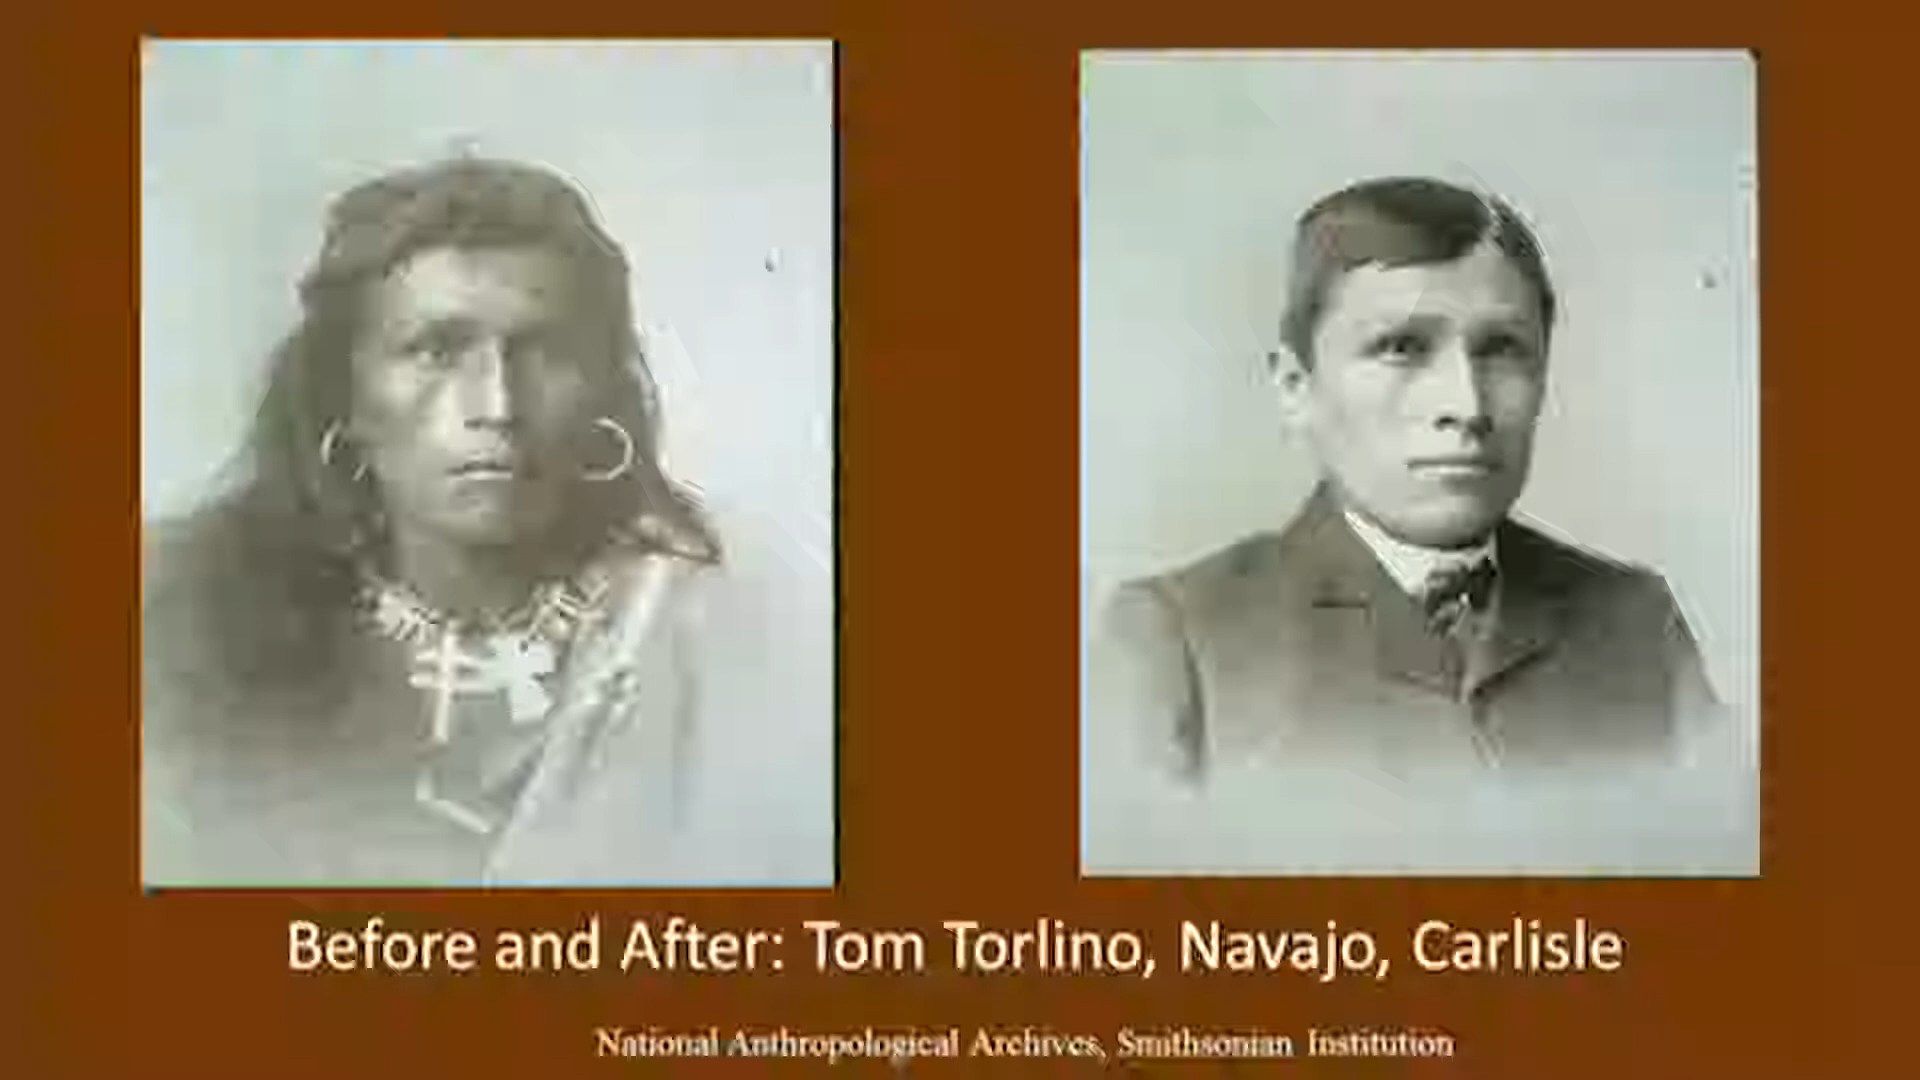 Before and After: Tom Torlino, Navajo, Carlisle
National Anthropological Archives, Smithsonian Institution